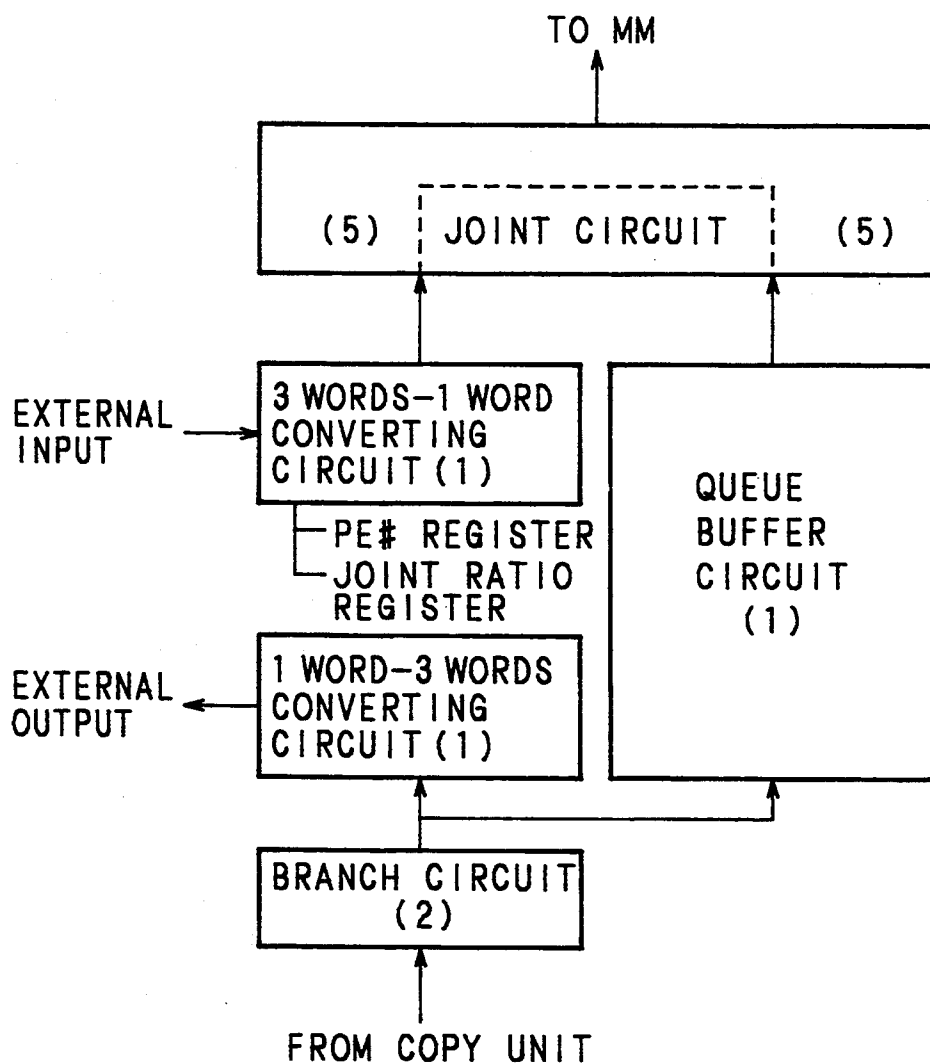 TO MM
(5) JOINT CIRCUIT (5)
3 WORDS-1 WORD
CONVERTING
CIRCUIT (1)
EXTERNAL
INPUT
PE# REGISTER
JOINT RATIO
REGISTER
QUEUE
BUFFER
CIRCUIT
(1)
1 WORD-3 WORDS
CONVERTING
CIRCUIT (1)
EXTERNAL
OUTPUT
BRANCH CIRCUIT
(2)
FROM COPY UNIT